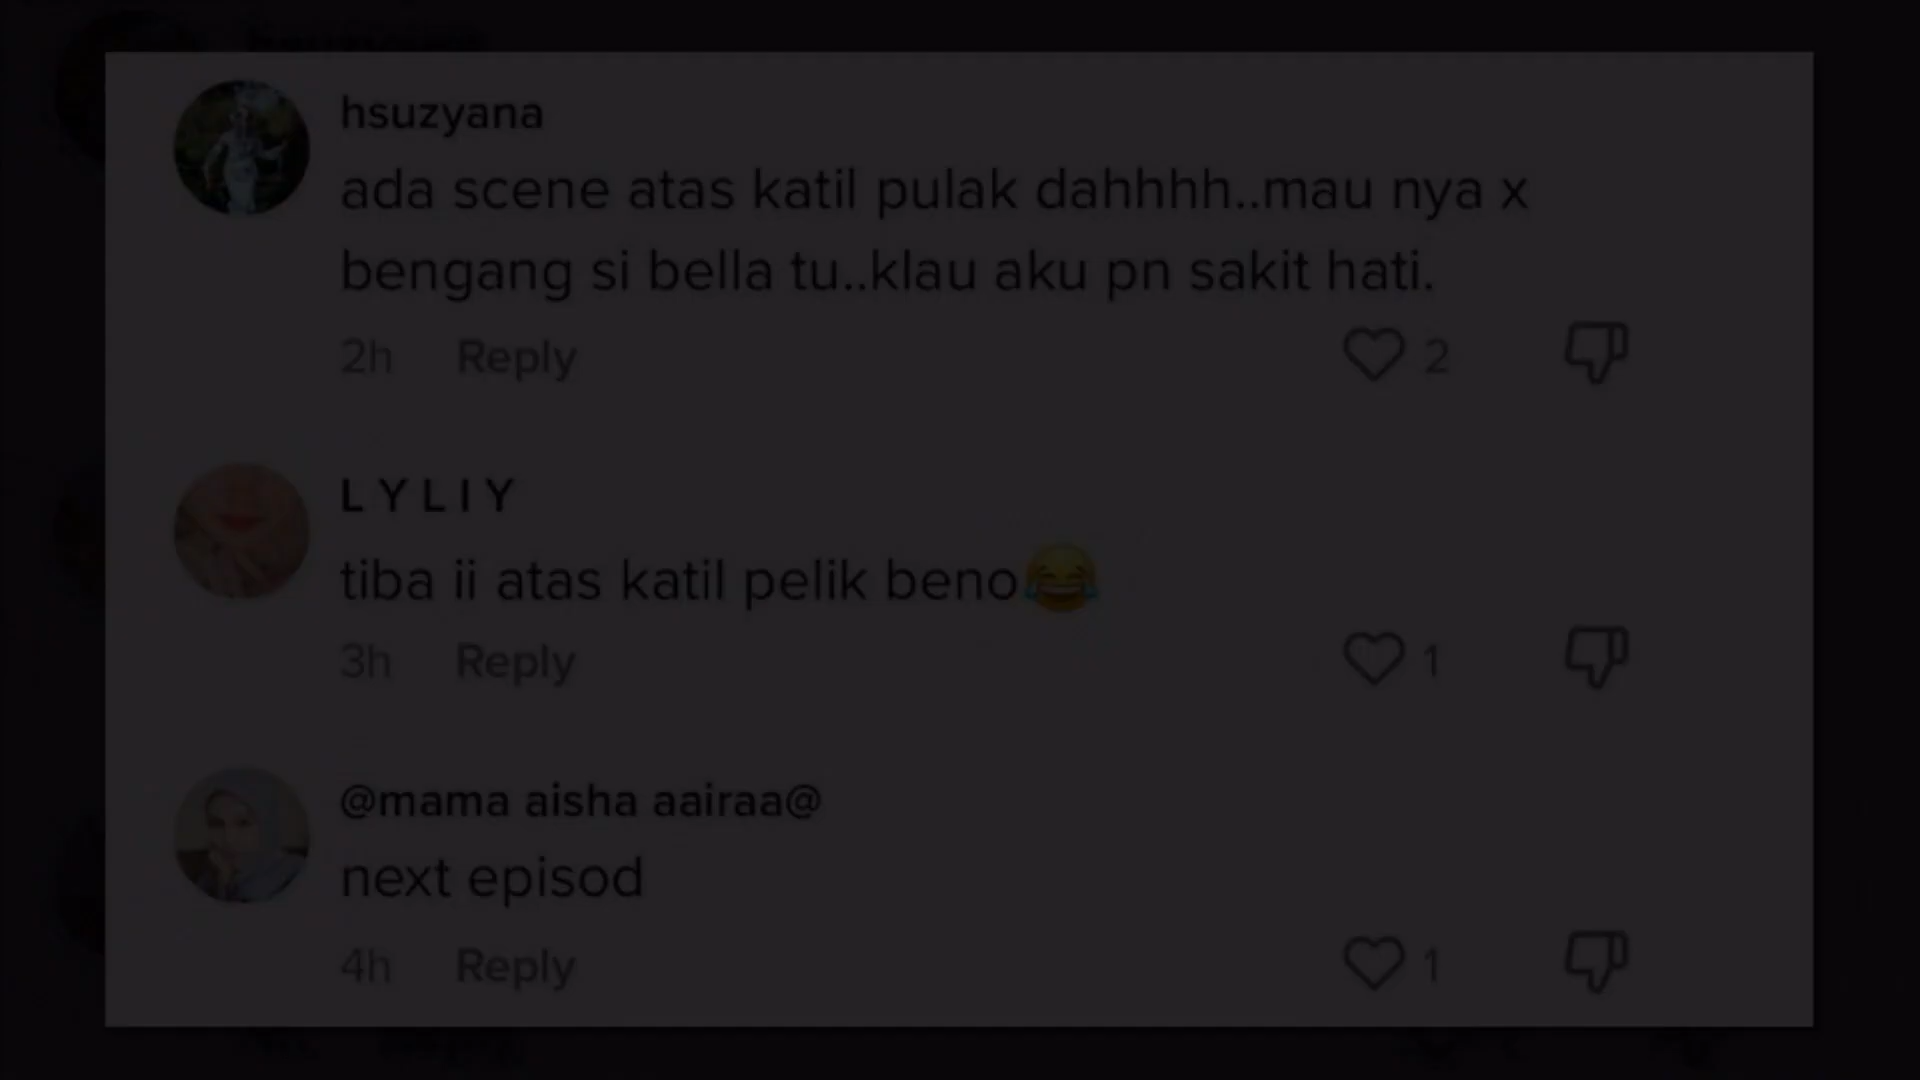 hsuzyana
ada scene atas katil pulak dahhhh..mau nya x
bengang si bella tu..klau aku pn sakit hati.
2h Reply 2
L Y L I Y
tiba ii atas katil pelik beno😂
3h Reply 1
@mama aisha aairaa@
next episod
4h Reply 1